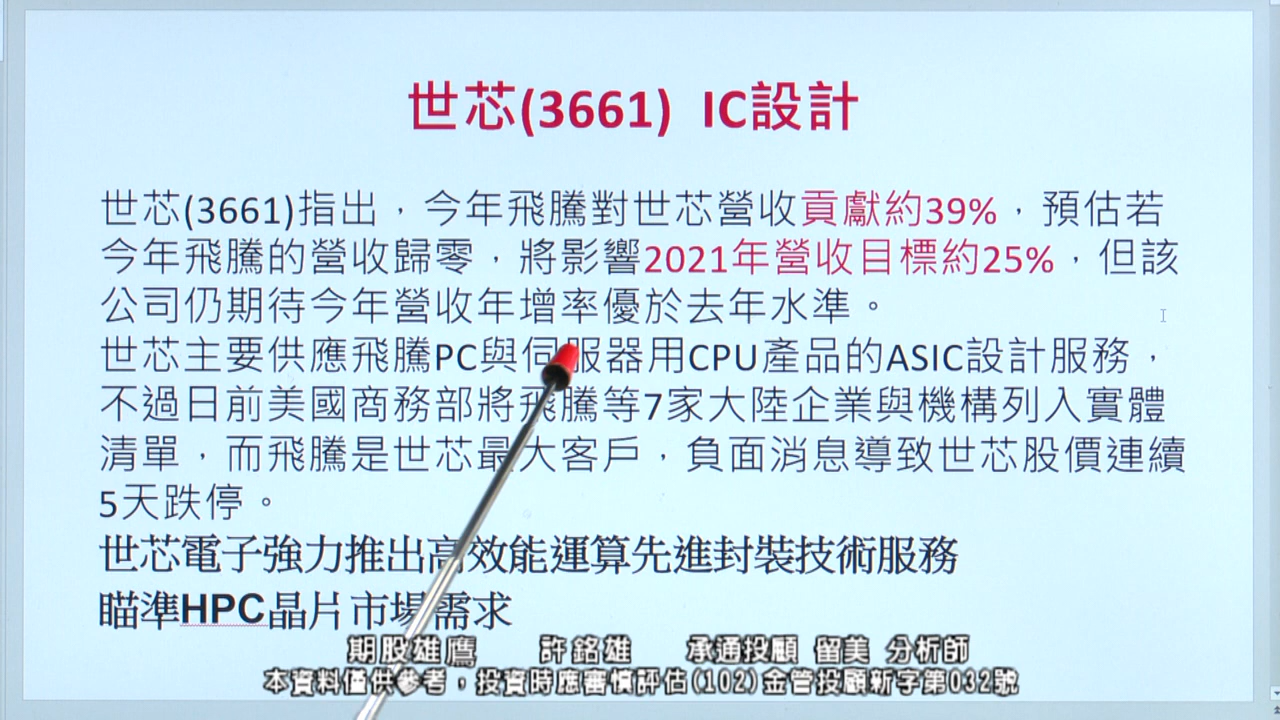 世芯(3661) IC設計
世芯(3661)指出，今年飛騰對世芯營收貢獻約39%，預估若
今年飛騰的營收歸零，將影響2021年營收目標約25%，但該
公司仍期待今年營收年增率優於去年水準。
世芯主要供應飛騰PC與伺服器用CPU產品的ASIC設計服務，
不過日前美國商務部將飛騰等7家大陸企業與機構列入實體
清單，而飛騰是世芯最大客戶，負面消息導致世芯股價連續
5天跌停。
世芯電子強力推出高效能運算先進封裝技術服務
瞄準HPC晶片市場需求
期股雄鷹 許銘雄 承通投顧 留美 分析師
本資料僅供參考，投資時應審慎評估(102)金管投顧新字第032號